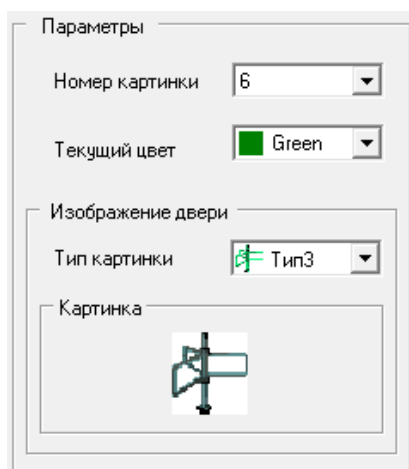 Параметры
Номер картинки 6
Текущий цвет Green
Изображение двери
Тип картинки Тип3
Картинка